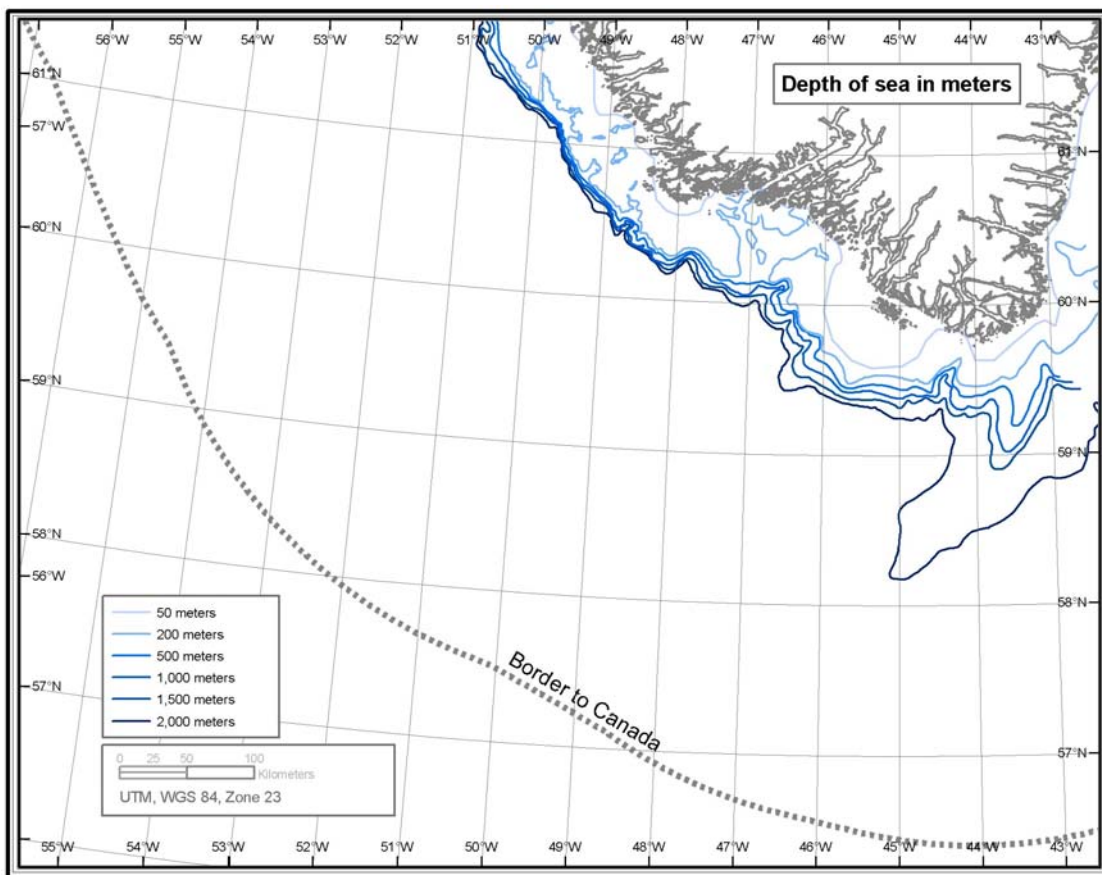 56°W 55°W 54°W 53°W 52°W 51°W 50°W 49°W 48°W 47°W 46°W 45°W 44°W 43°W
Depth of sea in meters
61°N
57°W
61°N
60°N
60°N
59°N
59°N
58°N
56°W
58°N
50 meters
200 meters
500 meters
1,000 meters
1,500 meters
2,000 meters
Border to Canada
57°N
57°N
0 25 50 100
Kilometers
UTM, WGS 84, Zone 23
55°W 54°W 53°W 52°W 51°W 50°W 49°W 48°W 47°W 46°W 45°W 44°W 43°W